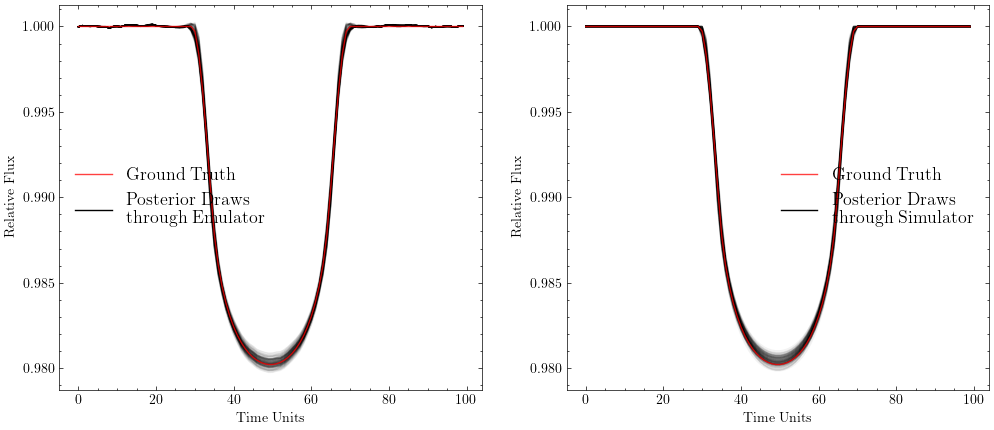 1.000
0.995
0.990
0.985
0.980
Relative Flux
Ground Truth
Posterior Draws
through Emulator
0 20 40 60 80 100
Time Units
1.000
0.995
0.990
0.985
0.980
Relative Flux
Ground Truth
Posterior Draws
through Simulator
0 20 40 60 80 100
Time Units